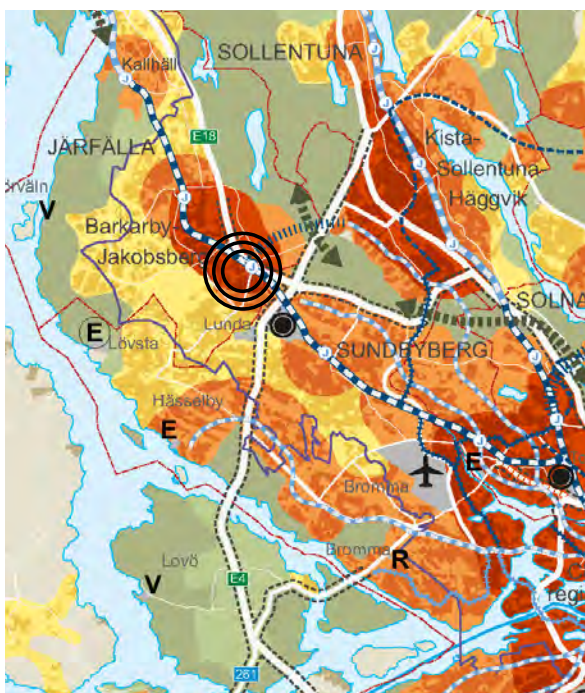 SOLLENTUNA
Kallhäll
J
E18
JÄRFÄLLA
J
Kista-
Sollentuna-
Häggvik
J
J
V
Barkarby-
Jakobsberg
J
J
SOLNA
E
Lövsta
Lunda
SUNDBYBERG
J
J
Hässelby
E
J
E
Bromma
Bromma
R
Lovö
V
E4
J
regi
261